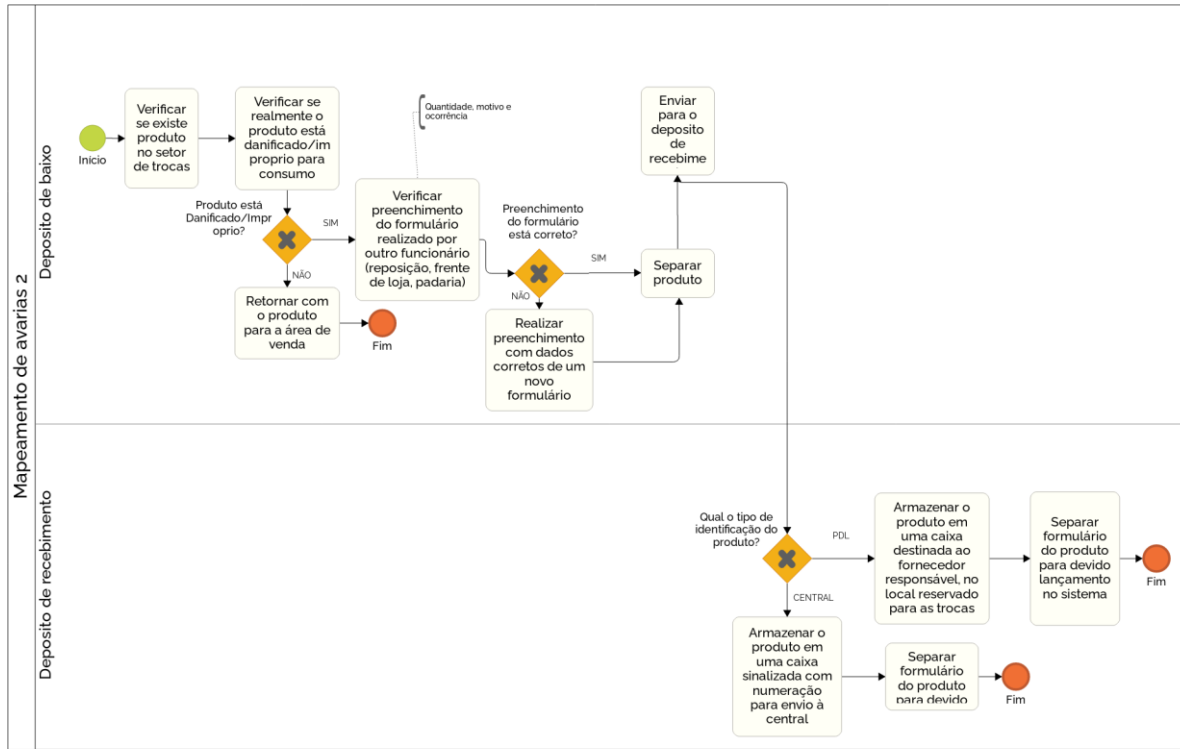 Mapeamento de avarias 2
Deposito de baixo
Inicio
Verificar
se existe
produto
no setor
de trocas
Verificar se
realmente o
produto está
danificado/im
proprio para
consumo
Produto está
Danificado/Impr
oprio?
SIM
NÃO
Retornar com
o produto
para a área de
venda
Fim
Quantidade, motivo e
ocorrência
Verificar
preenchimento
do formulário
realizado por
outro funcionário
(reposição, frente
de loja, padaria)
Preenchimento
do formulário
está correto?
SIM
NÃO
Realizar
preenchimento
com dados
corretos de um
novo
formulário
Separar
produto
Enviar
para o
deposito
de
recebime
Deposito de recebimento
Qual o tipo de
identificação do
produto?
PDL
CENTRAL
Armazenar o
produto em
uma caixa
destinada ao
fornecedor
responsável, no
local reservado
para as trocas
Separar
formulário
do produto
para devido
lançamento
no sistema
Fim
Armazenar o
produto em
uma caixa
sinalizada com
numeração
para envio à
central
Separar
formulário
do produto
para devido
Fim